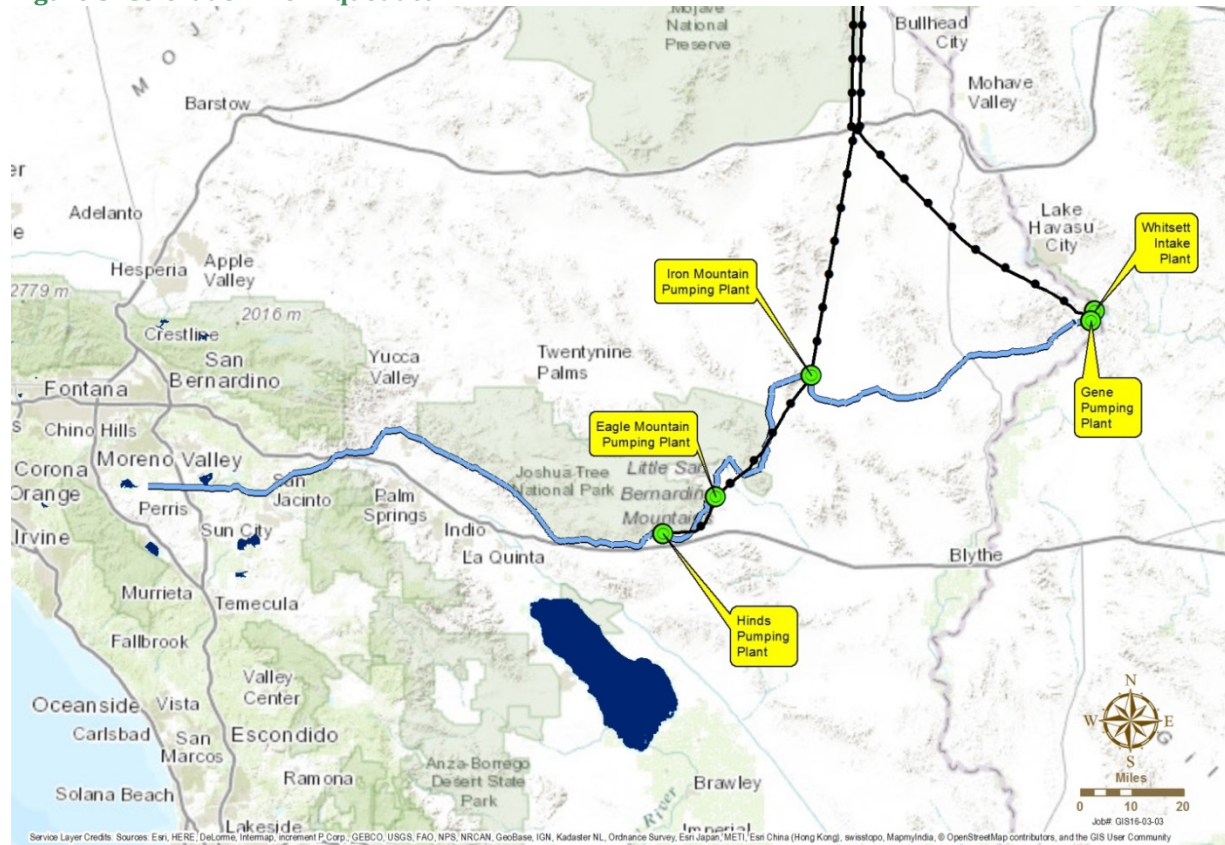 Mojave
National
Preserve
Bullhead
City
M O J
Barstow
Mohave
Valley
er
Adelanto
e
Lake
Havasu
City
Whitsett
Intake
Plant
Hesperia
Apple
Valley
Iron Mountain
Pumping Plant
2779 m
2016 m
Crestline
San
Bernardino
Yucca
Valley
Twentynine
Palms
Fontana
Gene
Pumping
Plant
s
Chino Hills
Eagle Mountain
Pumping Plant
Corona
Moreno Valley
Orange
San
Jacinto
Joshua Tree
National Park
Little San
Bernardino
Mountains
Perris
Palm
Springs
Irvine
Sun City
Indio
La Quinta
Blythe
Murrieta
Temecula
Hinds
Pumping
Plant
Fallbrook
Valley
Center
Oceanside
Vista
Carlsbad
San
Marcos
Escondido
N
W
E
S
G
Anza-Borrego
Desert State
Park
Ramona
Brawley
Miles
0 10 20
Solana Beach
River
Lakeside
Imperial
Job#: GIS16-03-03
Service Layer Credits: Sources: Esri, HERE, DeLorme, Intermap, increment P Corp., GEBCO, USGS, FAO, NPS, NRCAN, GeoBase, IGN, Kadaster NL, Ordnance Survey, Esri Japan, METI, Esri China (Hong Kong), swisstopo, MapmyIndia, © OpenStreetMap contributors, and the GIS User Community